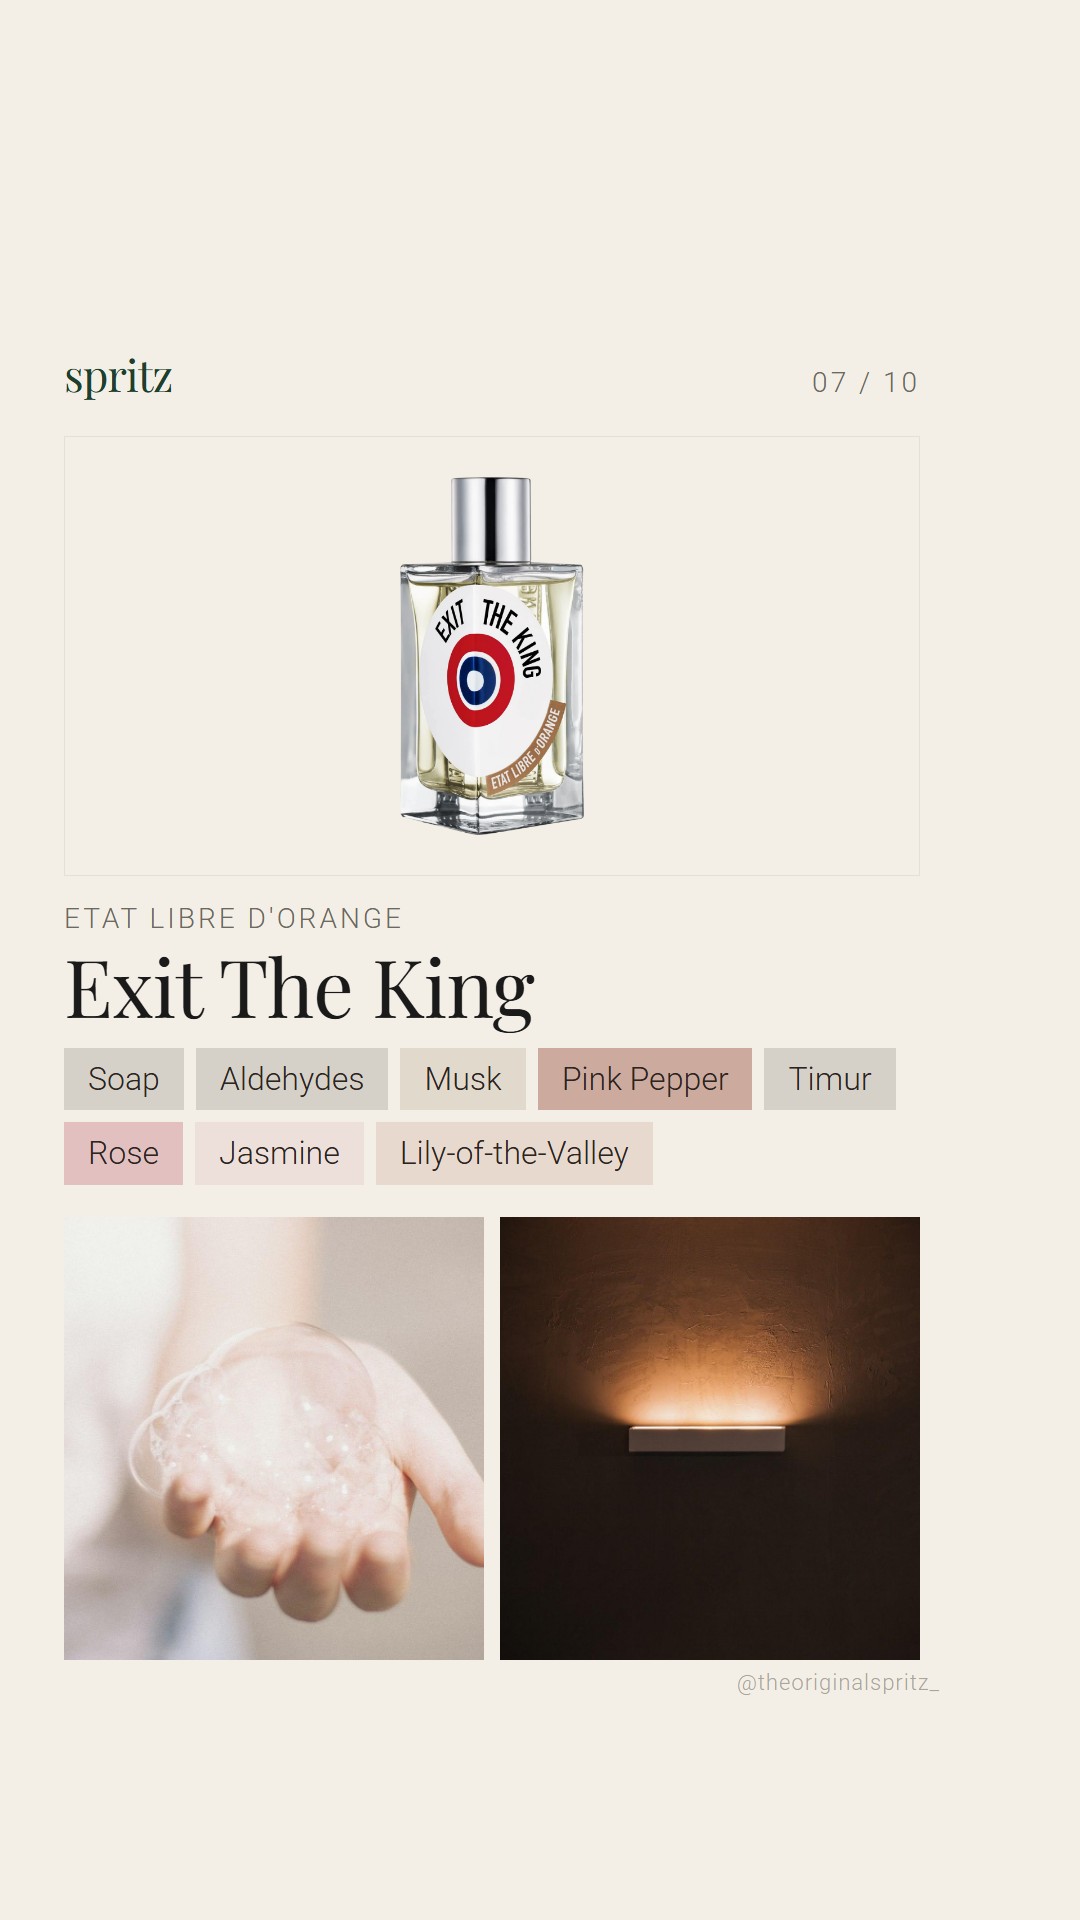 spritz
07 / 10
EXIT THE KING
ETAT LIBRE D'ORANGE
ETAT LIBRE D'ORANGE
Exit The King
Soap Aldehydes Musk Pink Pepper Timur
Rose Jasmine Lily-of-the-Valley
@theoriginalspritz_